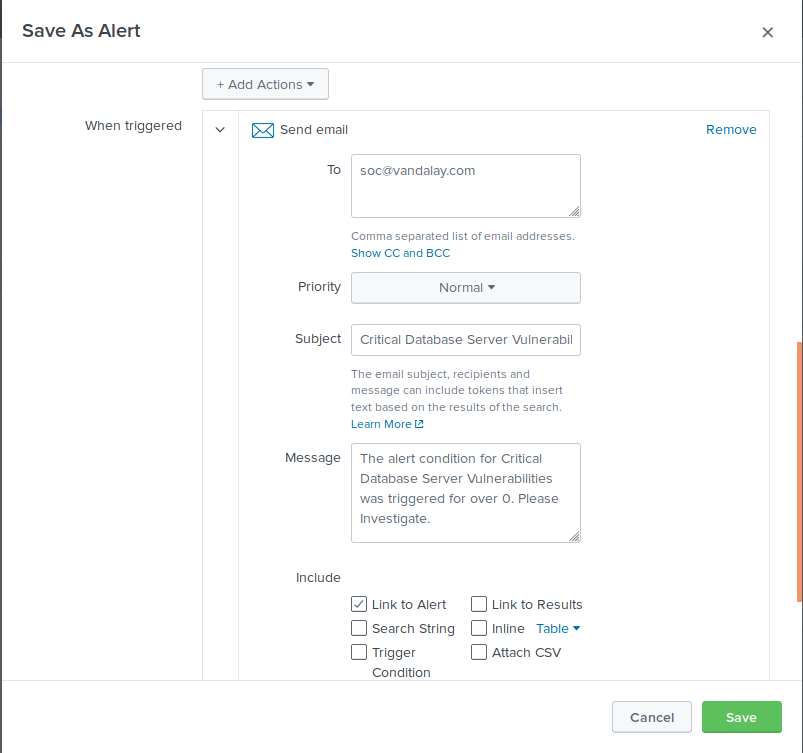 Save As Alert
+ Add Actions
When triggered
Send email
Remove
To
soc@vandalay.com
Comma separated list of email addresses.
Show CC and BCC
Priority
Normal
Subject
Critical Database Server Vulnerabil
The email subject, recipients and
message can include tokens that insert
text based on the results of the search.
Learn More
Message
The alert condition for Critical
Database Server Vulnerabilities
was triggered for over 0. Please
Investigate.
Include
Link to Alert
Link to Results
Search String
Inline Table
Trigger
Condition
Attach CSV
Cancel
Save